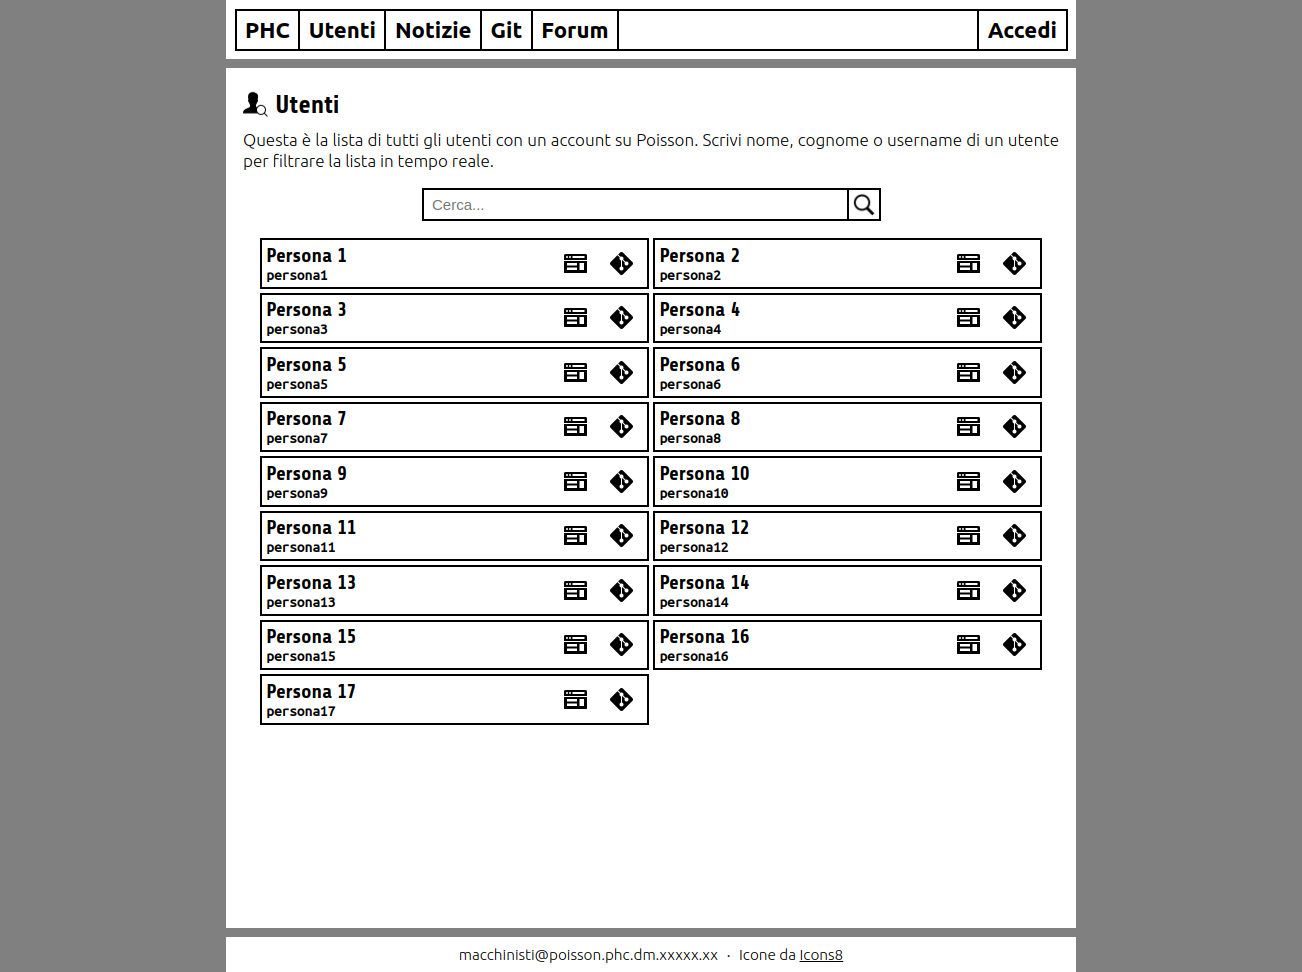 PHC Utenti Notizie Git Forum Accedi
Utenti
Questa è la lista di tutti gli utenti con un account su Poisson. Scrivi nome, cognome o username di un utente
per filtrare la lista in tempo reale.
Cerca...
Persona 1
persona1
Persona 2
persona2
Persona 3
persona3
Persona 4
persona4
Persona 5
persona5
Persona 6
persona6
Persona 7
persona7
Persona 8
persona8
Persona 9
persona9
Persona 10
persona10
Persona 11
persona11
Persona 12
persona12
Persona 13
persona13
Persona 14
persona14
Persona 15
persona15
Persona 16
persona16
Persona 17
persona17
macchinisti@poisson.phc.dm.xxxxx.xx · Icone da Icons8